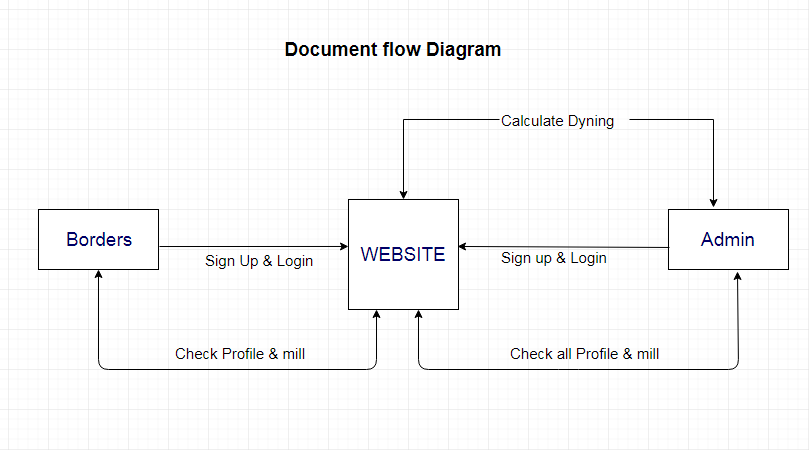 Document flow Diagram
Calculate Dyning
Borders
WEBSITE
Admin
Sign Up & Login
Sign up & Login
Check Profile & mill
Check all Profile & mill